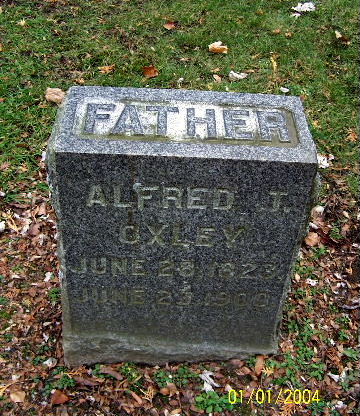 FATHER
ALFRED T.
OXLEY
JUNE 28, 1823
JUNE 23, 1900
01/01/2004